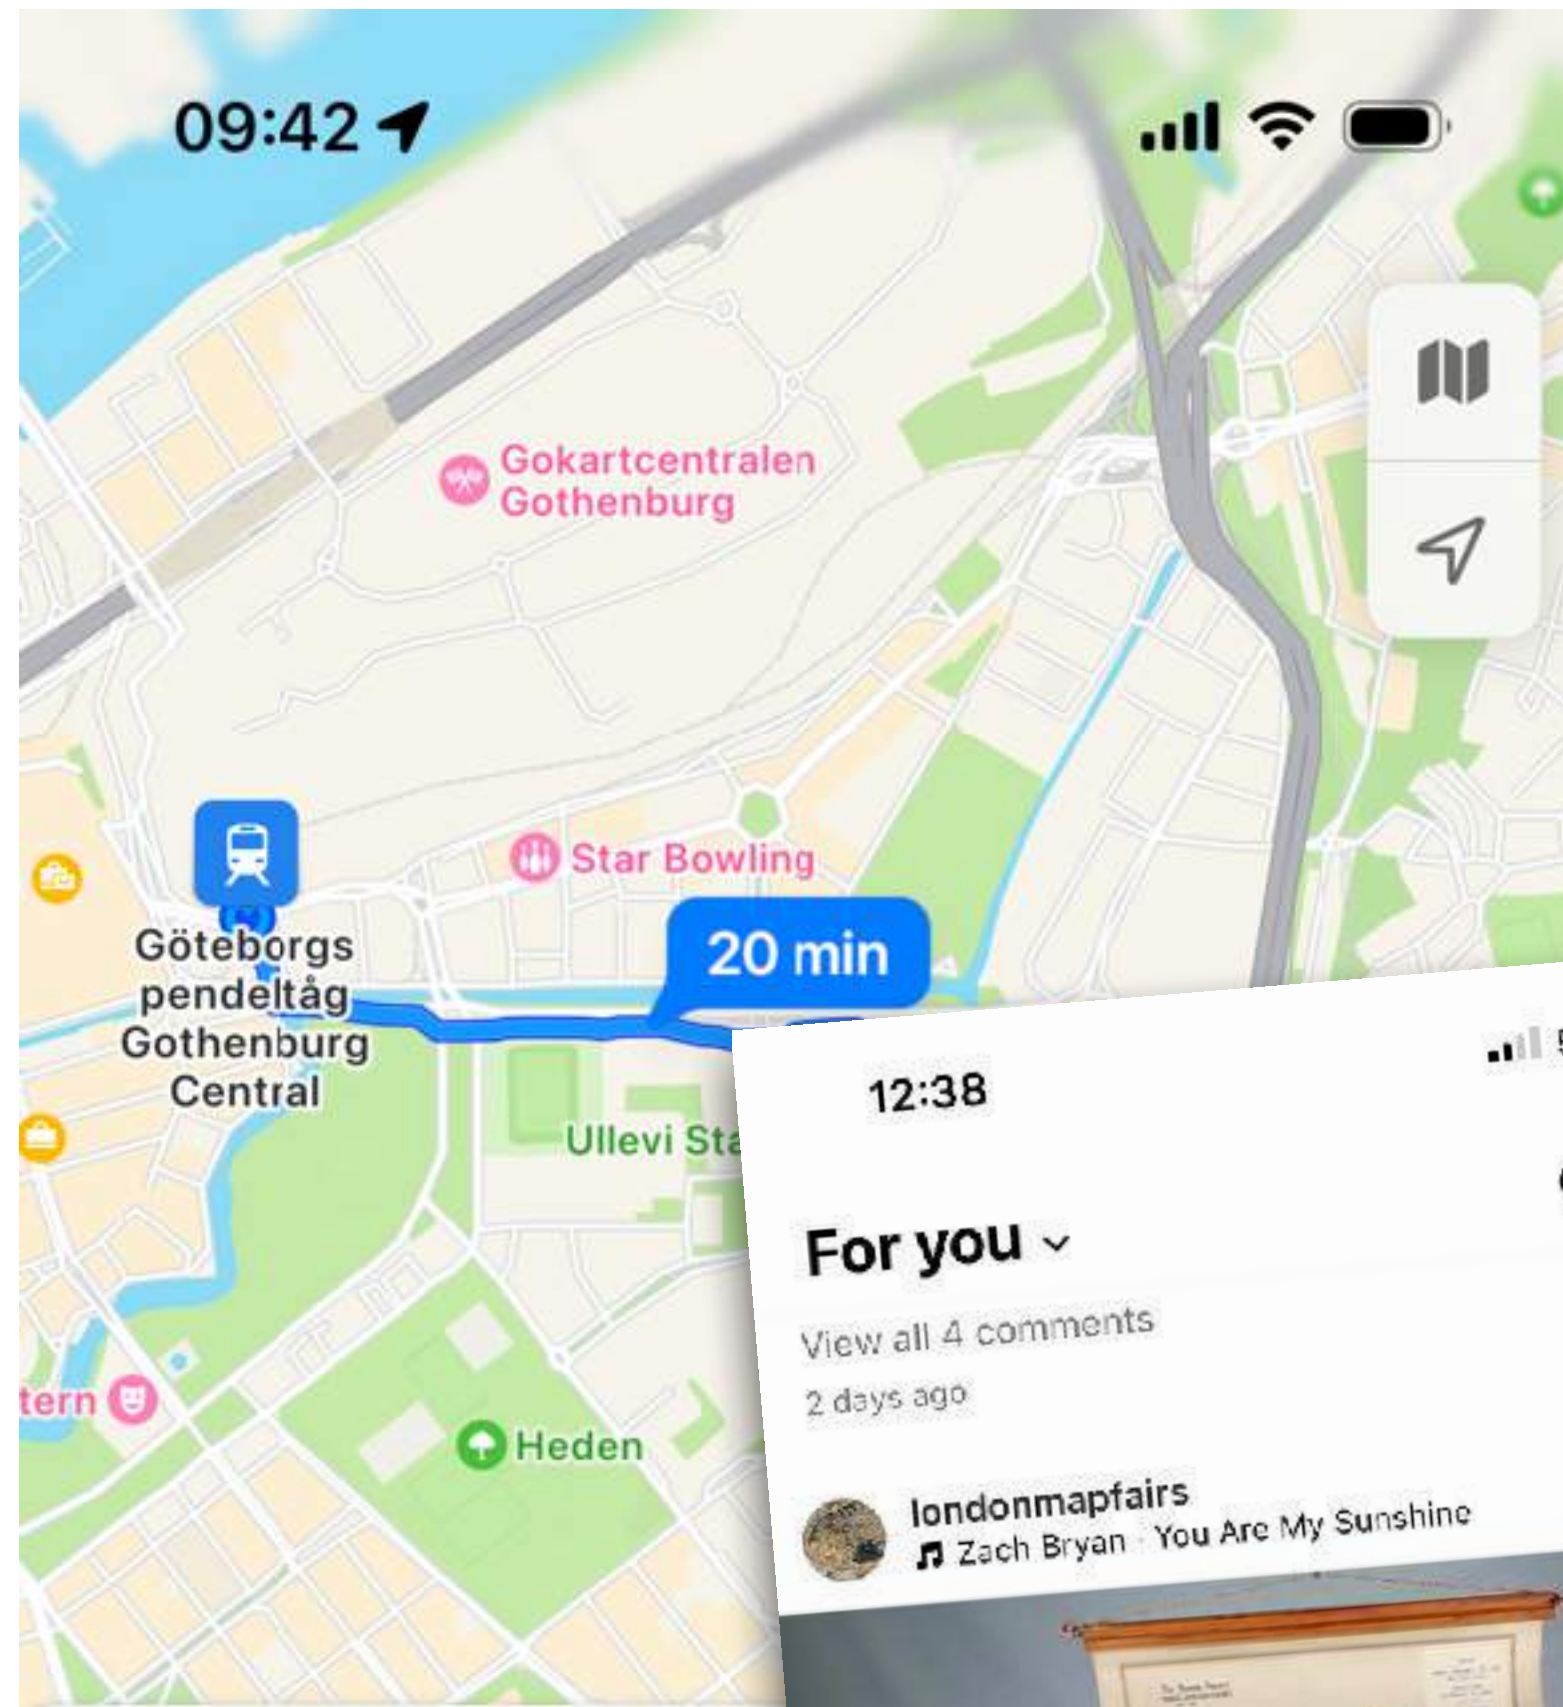 09:42
Gokartcentralen
Gothenburg
Star Bowling
20 min
Göteborgs
pendeltåg
Gothenburg
Central
Ullevi Sta
tern
Heden
12:38
For you
View all 4 comments
2 days ago
londonmapfairs
Zach Bryan · You Are My Sunshine